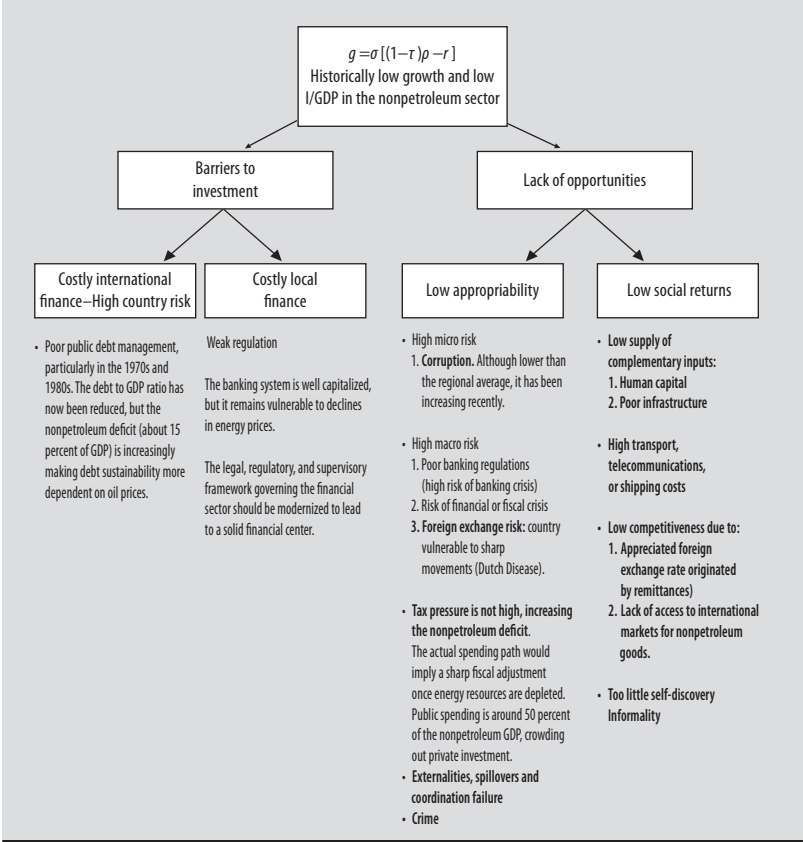 g=σ[(1−τ)ρ−r]
Historically low growth and low
I/GDP in the nonpetroleum sector
Barriers to
investment
Lack of opportunities
Costly international
finance–High country risk
Costly local
finance
Low appropriability
Low social returns
• Poor public debt management,
particularly in the 1970s and
1980s. The debt to GDP ratio has
now been reduced, but the
nonpetroleum deficit (about 15
percent of GDP) is increasingly
making debt sustainability more
dependent on oil prices.
Weak regulation
The banking system is well capitalized,
but it remains vulnerable to declines
in energy prices.
The legal, regulatory, and supervisory
framework governing the financial
sector should be modernized to lead
to a solid financial center.
• High micro risk
1. Corruption. Although lower than
the regional average, it has been
increasing recently.
• High macro risk
1. Poor banking regulations
(high risk of banking crisis)
2. Risk of financial or fiscal crisis
3. Foreign exchange risk: country
vulnerable to sharp
movements (Dutch Disease).
• Tax pressure is not high, increasing
the nonpetroleum deficit.
The actual spending path would
imply a sharp fiscal adjustment
once energy resources are depleted.
Public spending is around 50 percent
of the nonpetroleum GDP, crowding
out private investment.
• Externalities, spillovers and
coordination failure
• Crime
• Low supply of
complementary inputs:
1. Human capital
2. Poor infrastructure
• High transport,
telecommunications,
or shipping costs
• Low competitiveness due to:
1. Appreciated foreign
exchange rate originated
by remittances)
2. Lack of access to international
markets for nonpetroleum
goods.
• Too little self-discovery
Informality